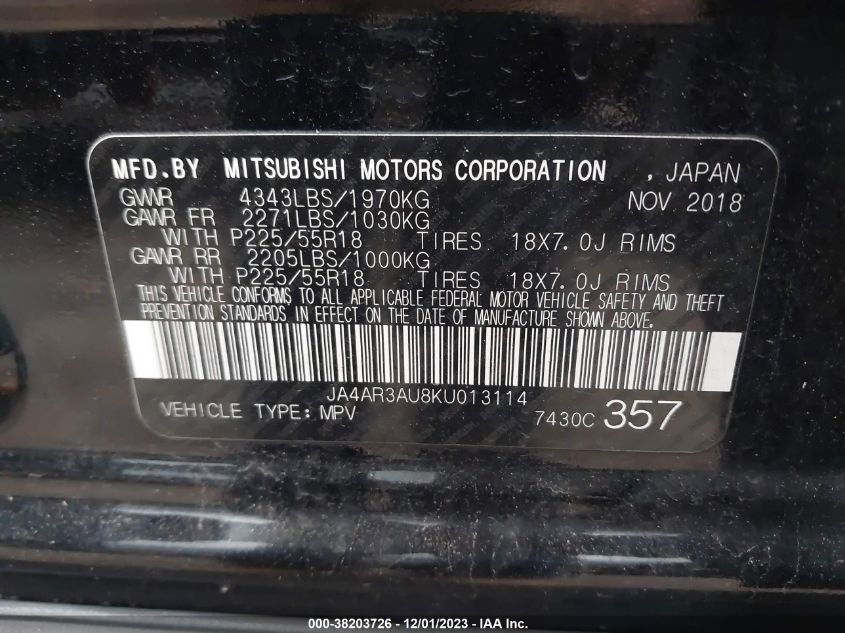 MFD.BY MITSUBISHI MOTORS CORPORATION , JAPAN
GVWR 4343LBS/1970KG NOV 2018
GAWR FR 2271LBS/1030KG
WITH P225/55R18 TIRES 18X7.0J RIMS
GAWR RR 2205LBS/1000KG
WITH P225/55R18 TIRES 18X7.0J RIMS
THIS VEHICLE CONFORMS TO ALL APPLICABLE FEDERAL MOTOR VEHICLE SAFETY AND THEFT
PREVENTION STANDARDS IN EFFECT ON THE DATE OF MANUFACTURE SHOWN ABOVE.
JA4AR3AU8KU013114
VEHICLE TYPE: MPV 7430C 357
000-38203726 - 12/01/2023 - IAA Inc.